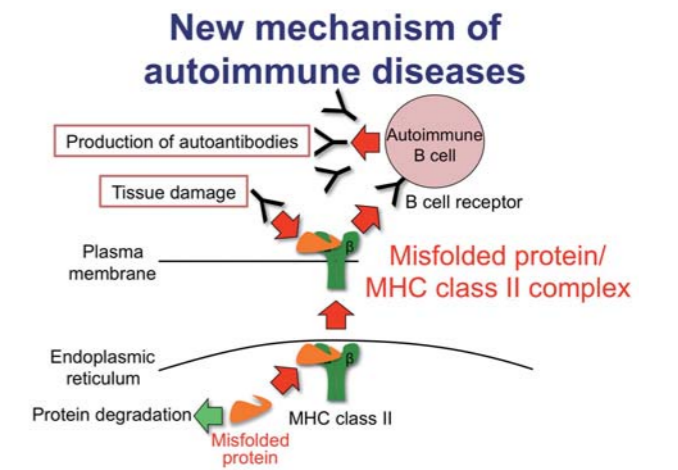 New mechanism of
autoimmune diseases
Production of autoantibodies
Autoimmune
B cell
Tissue damage
B cell receptor
β
Plasma
membrane
Misfolded protein/
MHC class II complex
Endoplasmic
reticulum
β
Protein degradation
MHC class II
Misfolded
protein